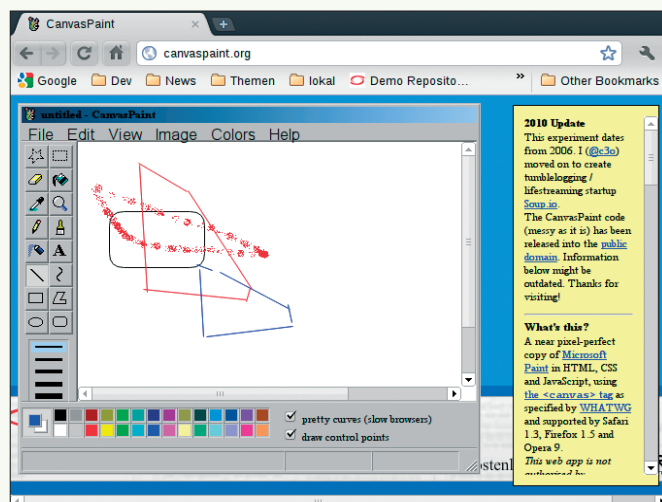 CanvasPaint
canvaspaint.org
Google Dev News Themen lokal Demo Reposito... » Other Bookmarks
untitled - CanvasPaint
File Edit View Image Colors Help
A
pretty curves (slow browsers)
draw control points
2010 Update
This experiment dates
from 2006. I (@c3o)
moved on to create
tumblelogging /
lifestreaming startup
Soup.io.
The CanvasPaint code
(messy as it is) has been
released into the public
domain. Information
below might be
outdated. Thanks for
visiting!
What's this?
A near pixel-perfect
copy of Microsoft
Paint in HTML, CSS
and JavaScript, using
the <canvas> tag as
specified by WHATWG
and supported by Safari
1.3, Firefox 1.5 and
Opera 9.
This web app is not
authorised by